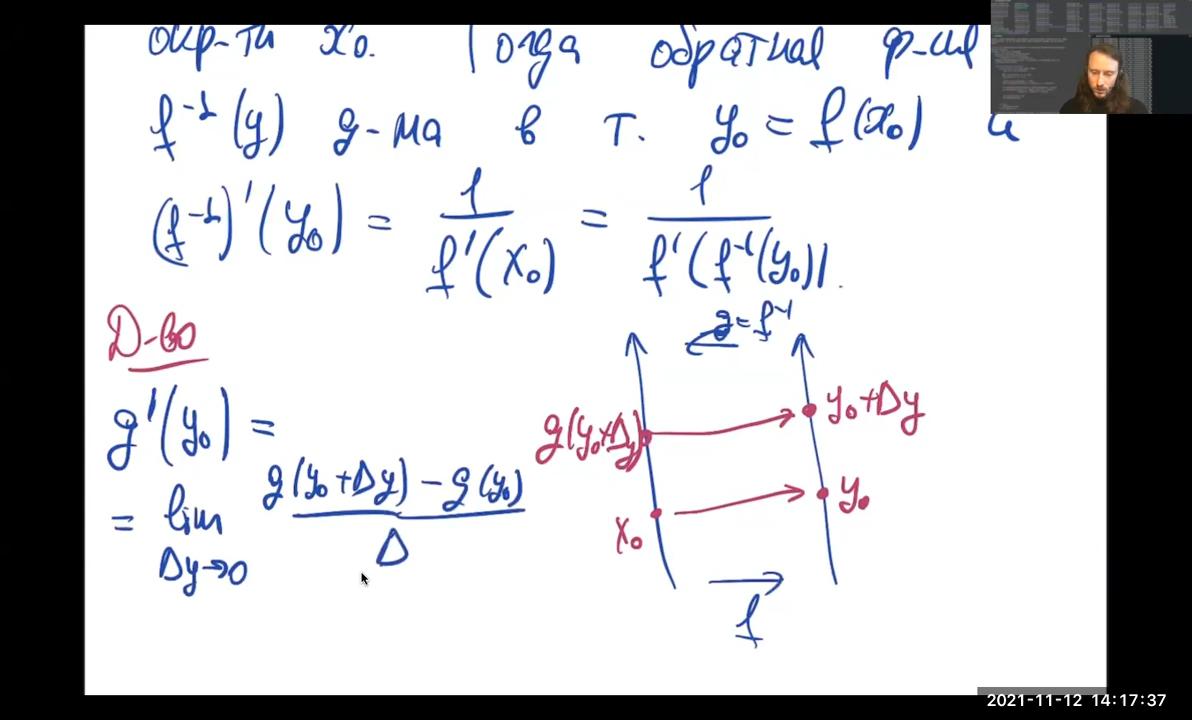 окр-ти x₀. Тогда обратная ф-ия
f⁻¹(y) д-ма в т. y₀ = f(x₀) и
(f⁻¹)'(y₀) = 1/f'(x₀) = 1/f'(f⁻¹(y₀)).
Д-во
g = f⁻¹
g'(y₀) =
= lim Δy→0 g(y₀+Δy) − g(y₀) / Δ
g(y₀+Δy)
y₀+Δy
x₀
y₀
f
2021-11-12 14:17:37